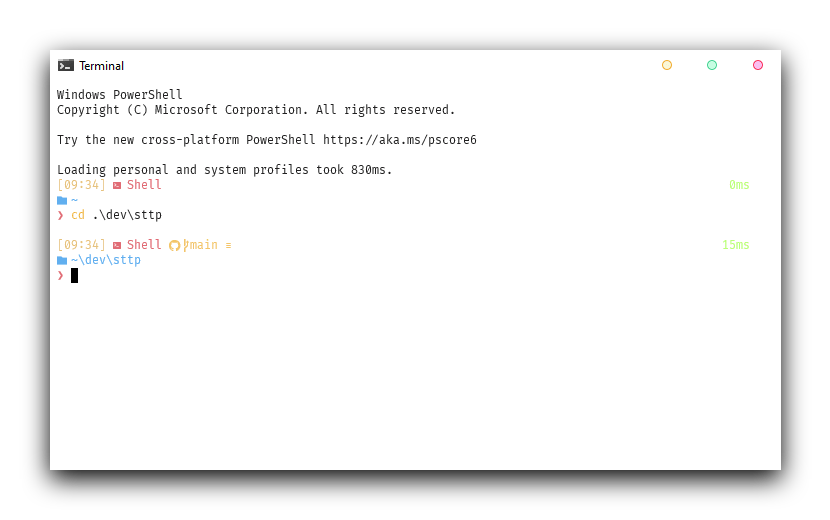 Terminal
Windows PowerShell
Copyright (C) Microsoft Corporation. All rights reserved.
Try the new cross-platform PowerShell https://aka.ms/pscore6
Loading personal and system profiles took 830ms.
[09:34] Shell 0ms
~
❯ cd .\dev\sttp
[09:34] Shell main ≡ 15ms
~\dev\sttp
❯